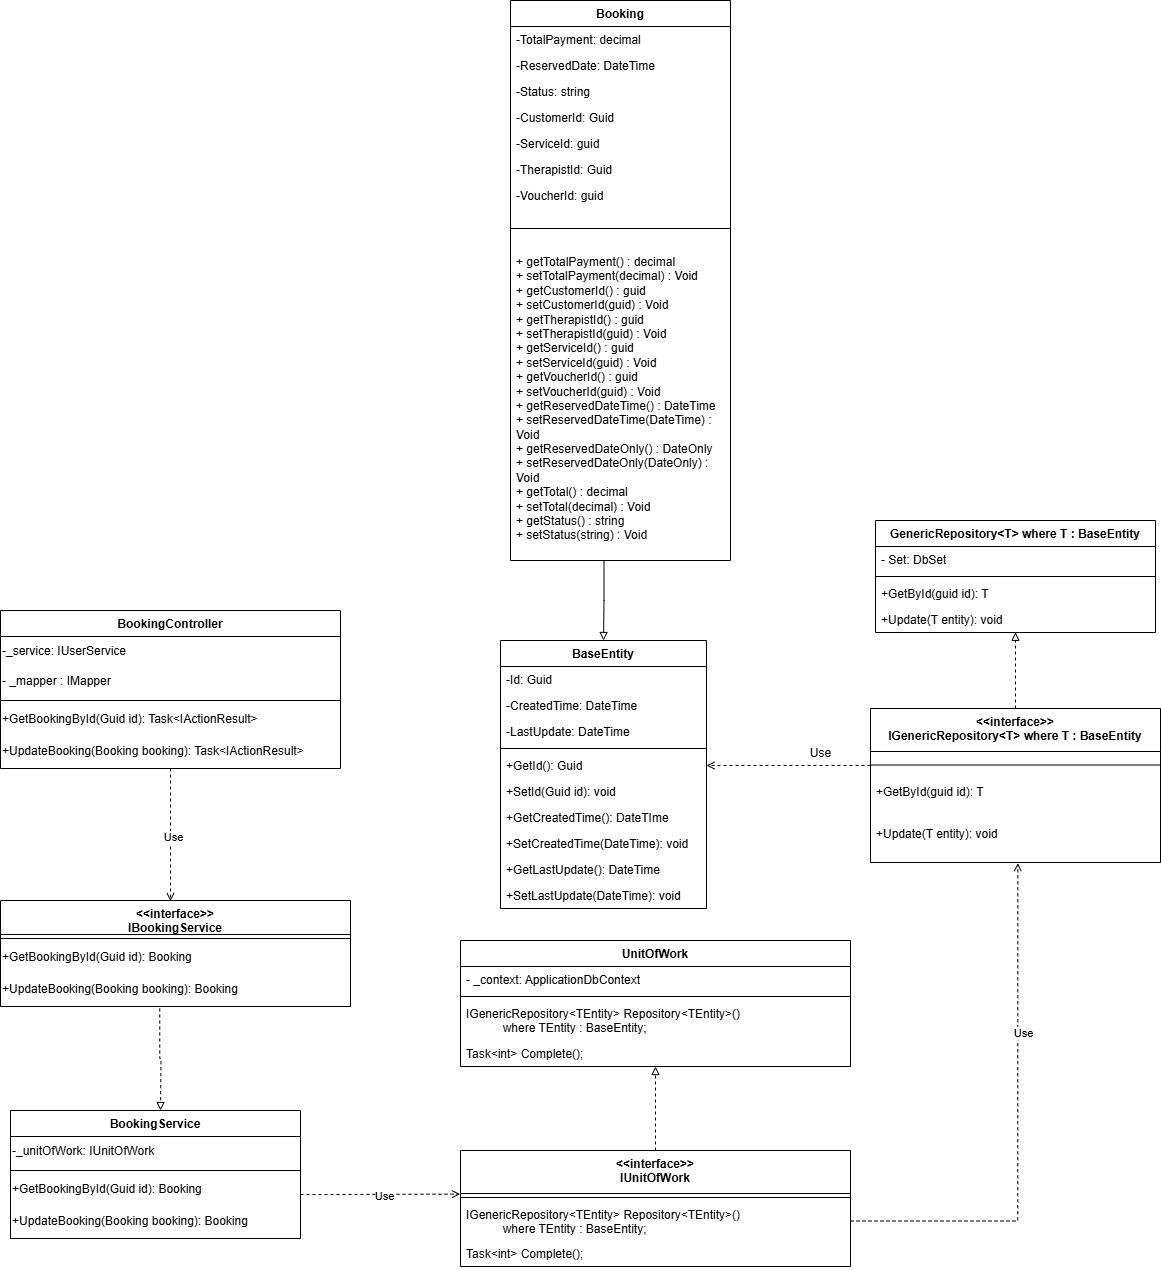 Booking
-TotalPayment: decimal
-ReservedDate: DateTime
-Status: string
-CustomerId: Guid
-ServiceId: guid
-TherapistId: Guid
-VoucherId: guid
+ getTotalPayment() : decimal
+ setTotalPayment(decimal) : Void
+ getCustomerId() : guid
+ setCustomerId(guid) : Void
+ getTherapistId() : guid
+ setTherapistId(guid) : Void
+ getServiceId() : guid
+ setServiceId(guid) : Void
+ getVoucherId() : guid
+ setVoucherId(guid) : Void
+ getReservedDateTime() : DateTime
+ setReservedDateTime(DateTime) :
Void
+ getReservedDateOnly() : DateOnly
+ setReservedDateOnly(DateOnly) :
Void
+ getTotal() : decimal
+ setTotal(decimal) : Void
+ getStatus() : string
+ setStatus(string) : Void
GenericRepository<T> where T : BaseEntity
- Set: DbSet
+GetById(guid id): T
+Update(T entity): void
BookingController
-_service: IUserService
- _mapper : IMapper
+GetBookingById(Guid id): Task<IActionResult>
+UpdateBooking(Booking booking): Task<IActionResult>
BaseEntity
-Id: Guid
-CreatedTime: DateTime
-LastUpdate: DateTime
+GetId(): Guid
+SetId(Guid id): void
+GetCreatedTime(): DateTIme
+SetCreatedTime(DateTime): void
+GetLastUpdate(): DateTime
+SetLastUpdate(DateTime): void
Use
<<interface>>
IGenericRepository<T> where T : BaseEntity
+GetById(guid id): T
+Update(T entity): void
Use
<<interface>>
IBookingService
+GetBookingById(Guid id): Booking
+UpdateBooking(Booking booking): Booking
UnitOfWork
- _context: ApplicationDbContext
IGenericRepository<TEntity> Repository<TEntity>()
where TEntity : BaseEntity;
Task<int> Complete();
Use
BookingService
-_unitOfWork: IUnitOfWork
+GetBookingById(Guid id): Booking
+UpdateBooking(Booking booking): Booking
Use
<<interface>>
IUnitOfWork
IGenericRepository<TEntity> Repository<TEntity>()
where TEntity : BaseEntity;
Task<int> Complete();